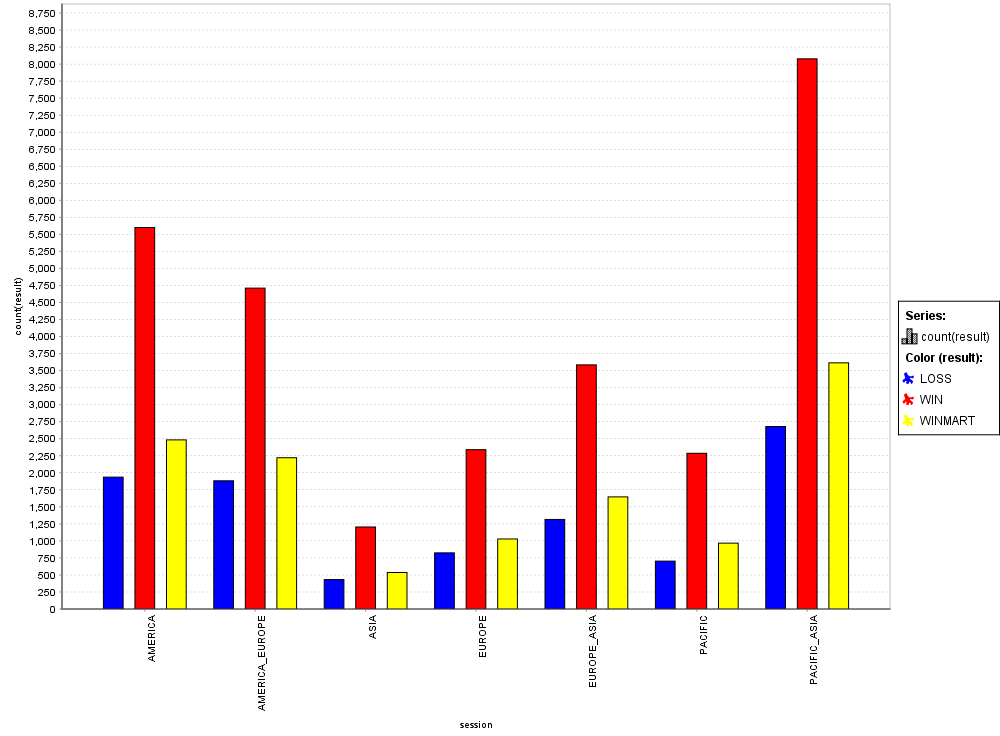 8,750
8,500
8,250
8,000
7,750
7,500
7,250
7,000
6,750
6,500
6,250
6,000
5,750
5,500
5,250
5,000
4,750
4,500
4,250
4,000
3,750
3,500
3,250
3,000
2,750
2,500
2,250
2,000
1,750
1,500
1,250
1,000
750
500
250
0
count(result)
AMERICA
AMERICA_EUROPE
ASIA
EUROPE
EUROPE_ASIA
PACIFIC
PACIFIC_ASIA
session
Series:
count(result)
Color (result):
LOSS
WIN
WINMART